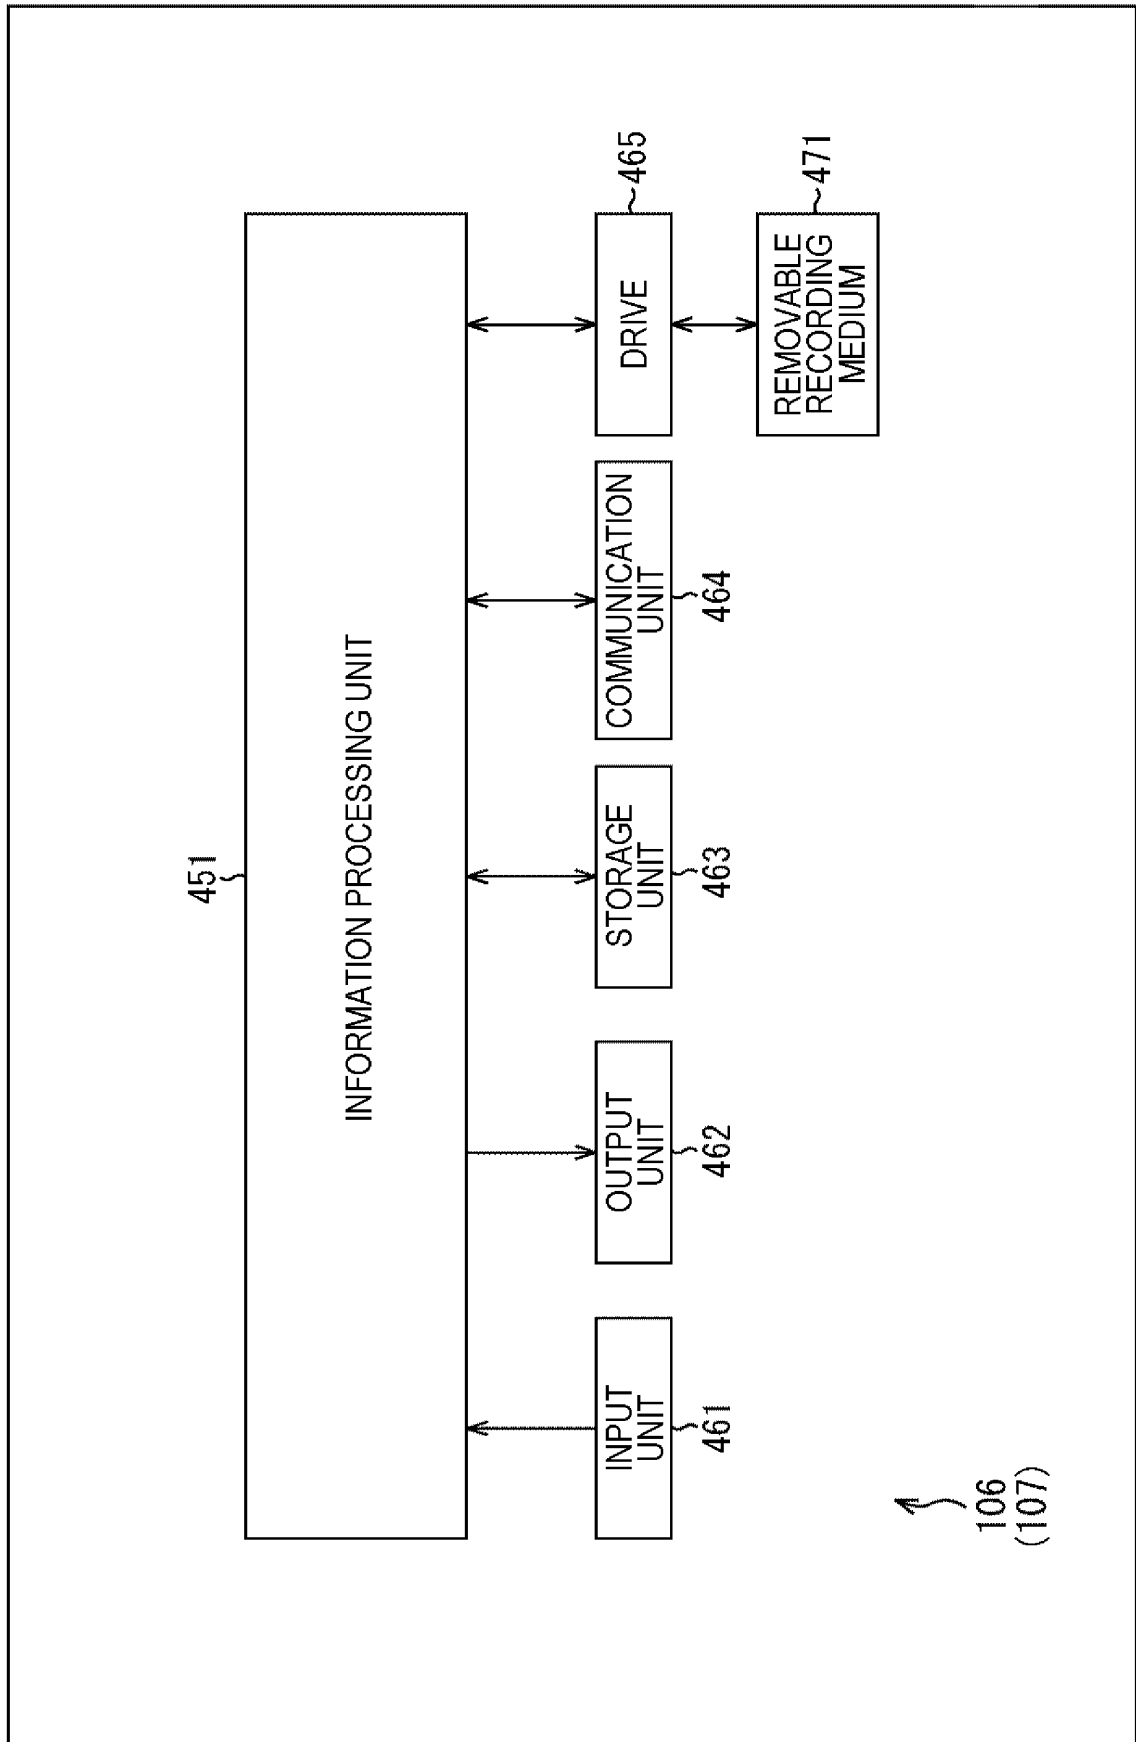 451
INFORMATION PROCESSING UNIT
INPUT
UNIT
461
OUTPUT
UNIT
462
STORAGE
UNIT
463
COMMUNICATION
UNIT
464
DRIVE
465
REMOVABLE
RECORDING
MEDIUM
471
106
(107)